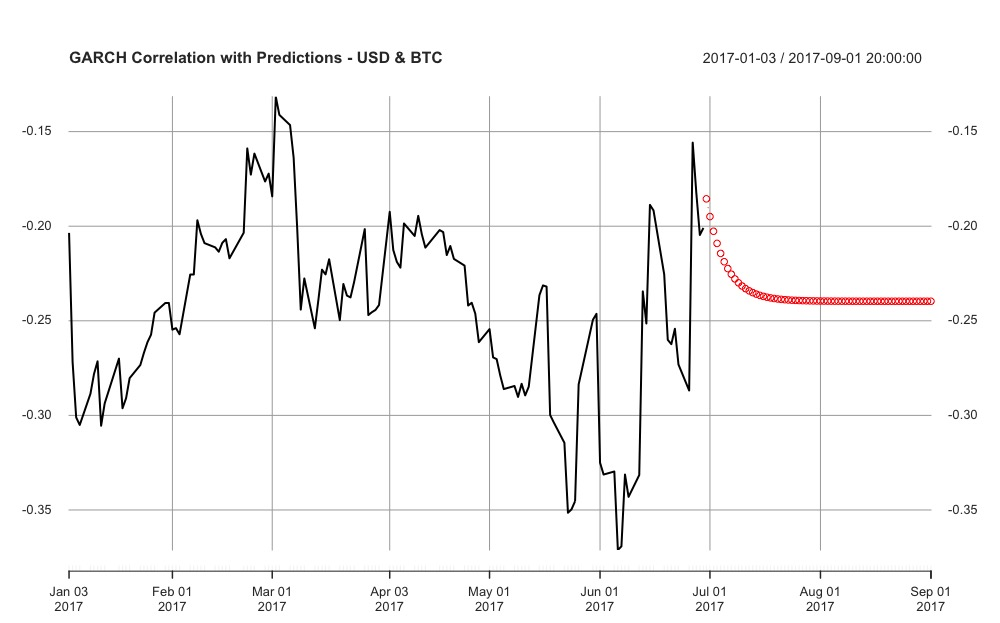 GARCH Correlation with Predictions - USD & BTC 2017-01-03 / 2017-09-01 20:00:00
-0.15 -0.15
-0.20 -0.20
-0.25 -0.25
-0.30 -0.30
-0.35 -0.35
Jan 03 Feb 01 Mar 01 Apr 03 May 01 Jun 01 Jul 01 Aug 01 Sep 01
2017 2017 2017 2017 2017 2017 2017 2017 2017